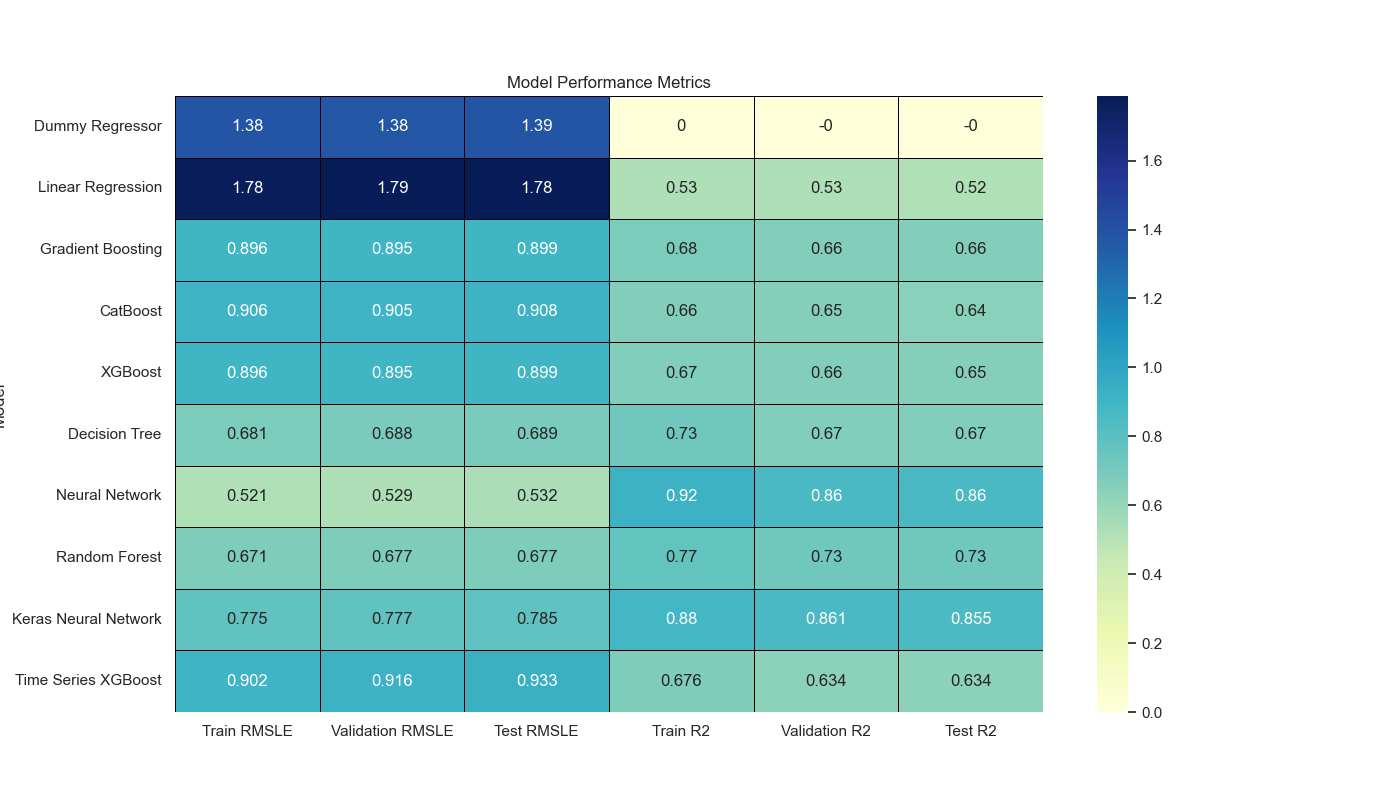 Model Performance Metrics
Dummy Regressor 1.38 1.38 1.39 0 -0 -0
Linear Regression 1.78 1.79 1.78 0.53 0.53 0.52
Gradient Boosting 0.896 0.895 0.899 0.68 0.66 0.66
CatBoost 0.906 0.905 0.908 0.66 0.65 0.64
XGBoost 0.896 0.895 0.899 0.67 0.66 0.65
Decision Tree 0.681 0.688 0.689 0.73 0.67 0.67
Neural Network 0.521 0.529 0.532 0.92 0.86 0.86
Random Forest 0.671 0.677 0.677 0.77 0.73 0.73
Keras Neural Network 0.775 0.777 0.785 0.88 0.861 0.855
Time Series XGBoost 0.902 0.916 0.933 0.676 0.634 0.634
Train RMSLE Validation RMSLE Test RMSLE Train R2 Validation R2 Test R2
Model
1.6
1.4
1.2
1.0
0.8
0.6
0.4
0.2
0.0